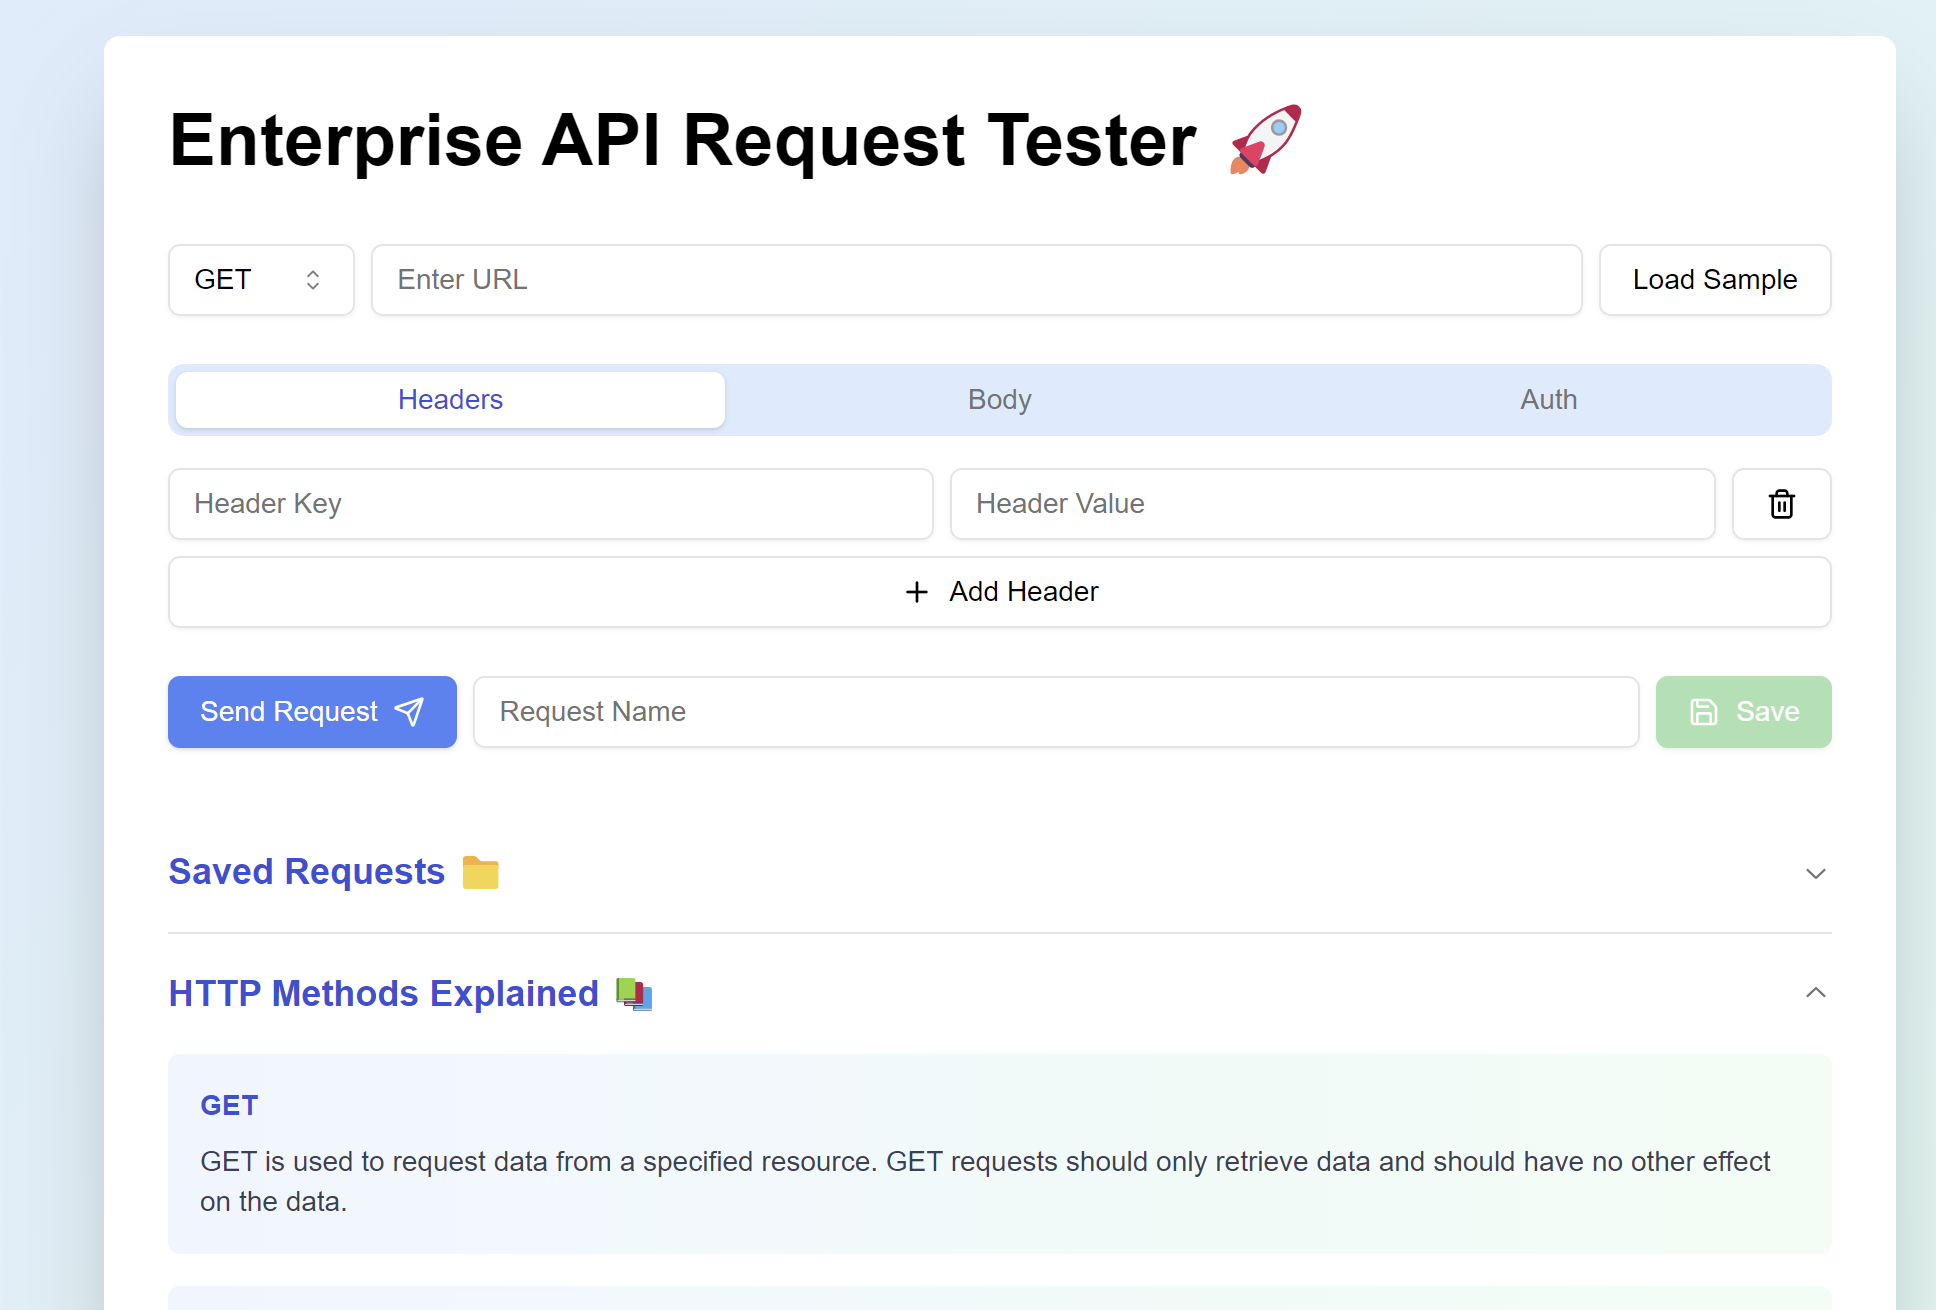 Enterprise API Request Tester 🚀
GET
Enter URL
Load Sample
Headers
Body
Auth
Header Key
Header Value
Add Header
Send Request
Request Name
Save
Saved Requests 📁
HTTP Methods Explained 📚
GET
GET is used to request data from a specified resource. GET requests should only retrieve data and should have no other effect
on the data.